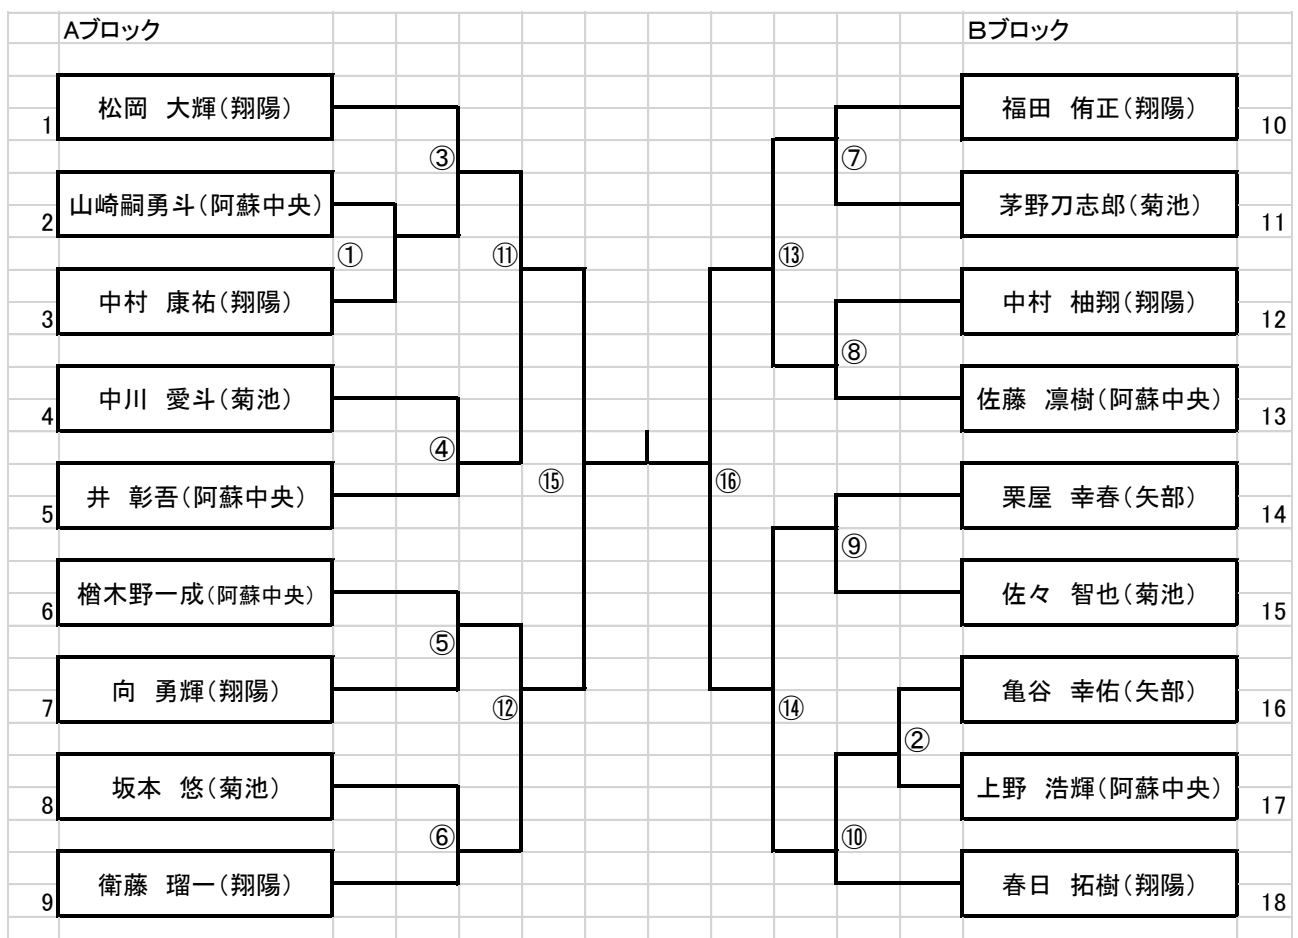 Aブロック
Bブロック
松岡　大輝（翔陽）
1
山崎嗣勇斗（阿蘇中央）
2
中村　康祐（翔陽）
3
中川　愛斗（菊池）
4
井　彰吾（阿蘇中央）
5
楢木野一成（阿蘇中央）
6
向　勇輝（翔陽）
7
坂本　悠（菊池）
8
衛藤　瑠一（翔陽）
9
③
①
⑪
④
⑮
⑤
⑫
⑥
⑦
⑬
⑧
⑯
⑨
⑭
②
⑩
福田　侑正（翔陽）
10
茅野刀志郎（菊池）
11
中村　柚翔（翔陽）
12
佐藤　凛樹（阿蘇中央）
13
栗屋　幸春（矢部）
14
佐々　智也（菊池）
15
亀谷　幸佑（矢部）
16
上野　浩輝（阿蘇中央）
17
春日　拓樹（翔陽）
18